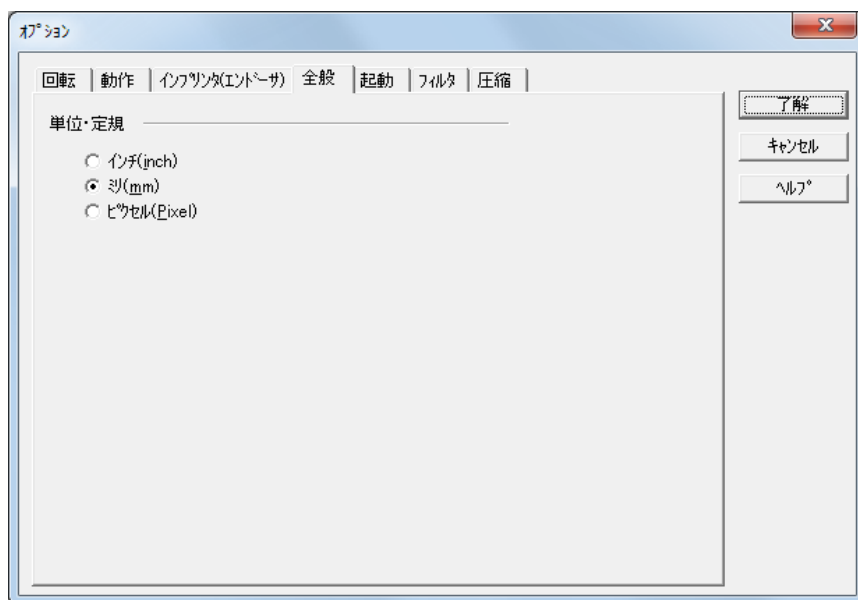 ｵﾌﾟｼｮﾝ
回転 動作 ｲﾝﾌﾟﾘﾝﾀ(ｴﾝﾄﾞｰｻ) 全般 起動 ﾌｨﾙﾀ 圧縮
単位・定規
ｲﾝﾁ(inch)
ﾐﾘ(mm)
ﾋﾟｸｾﾙ(Pixel)
了解
ｷｬﾝｾﾙ
ﾍﾙﾌﾟ